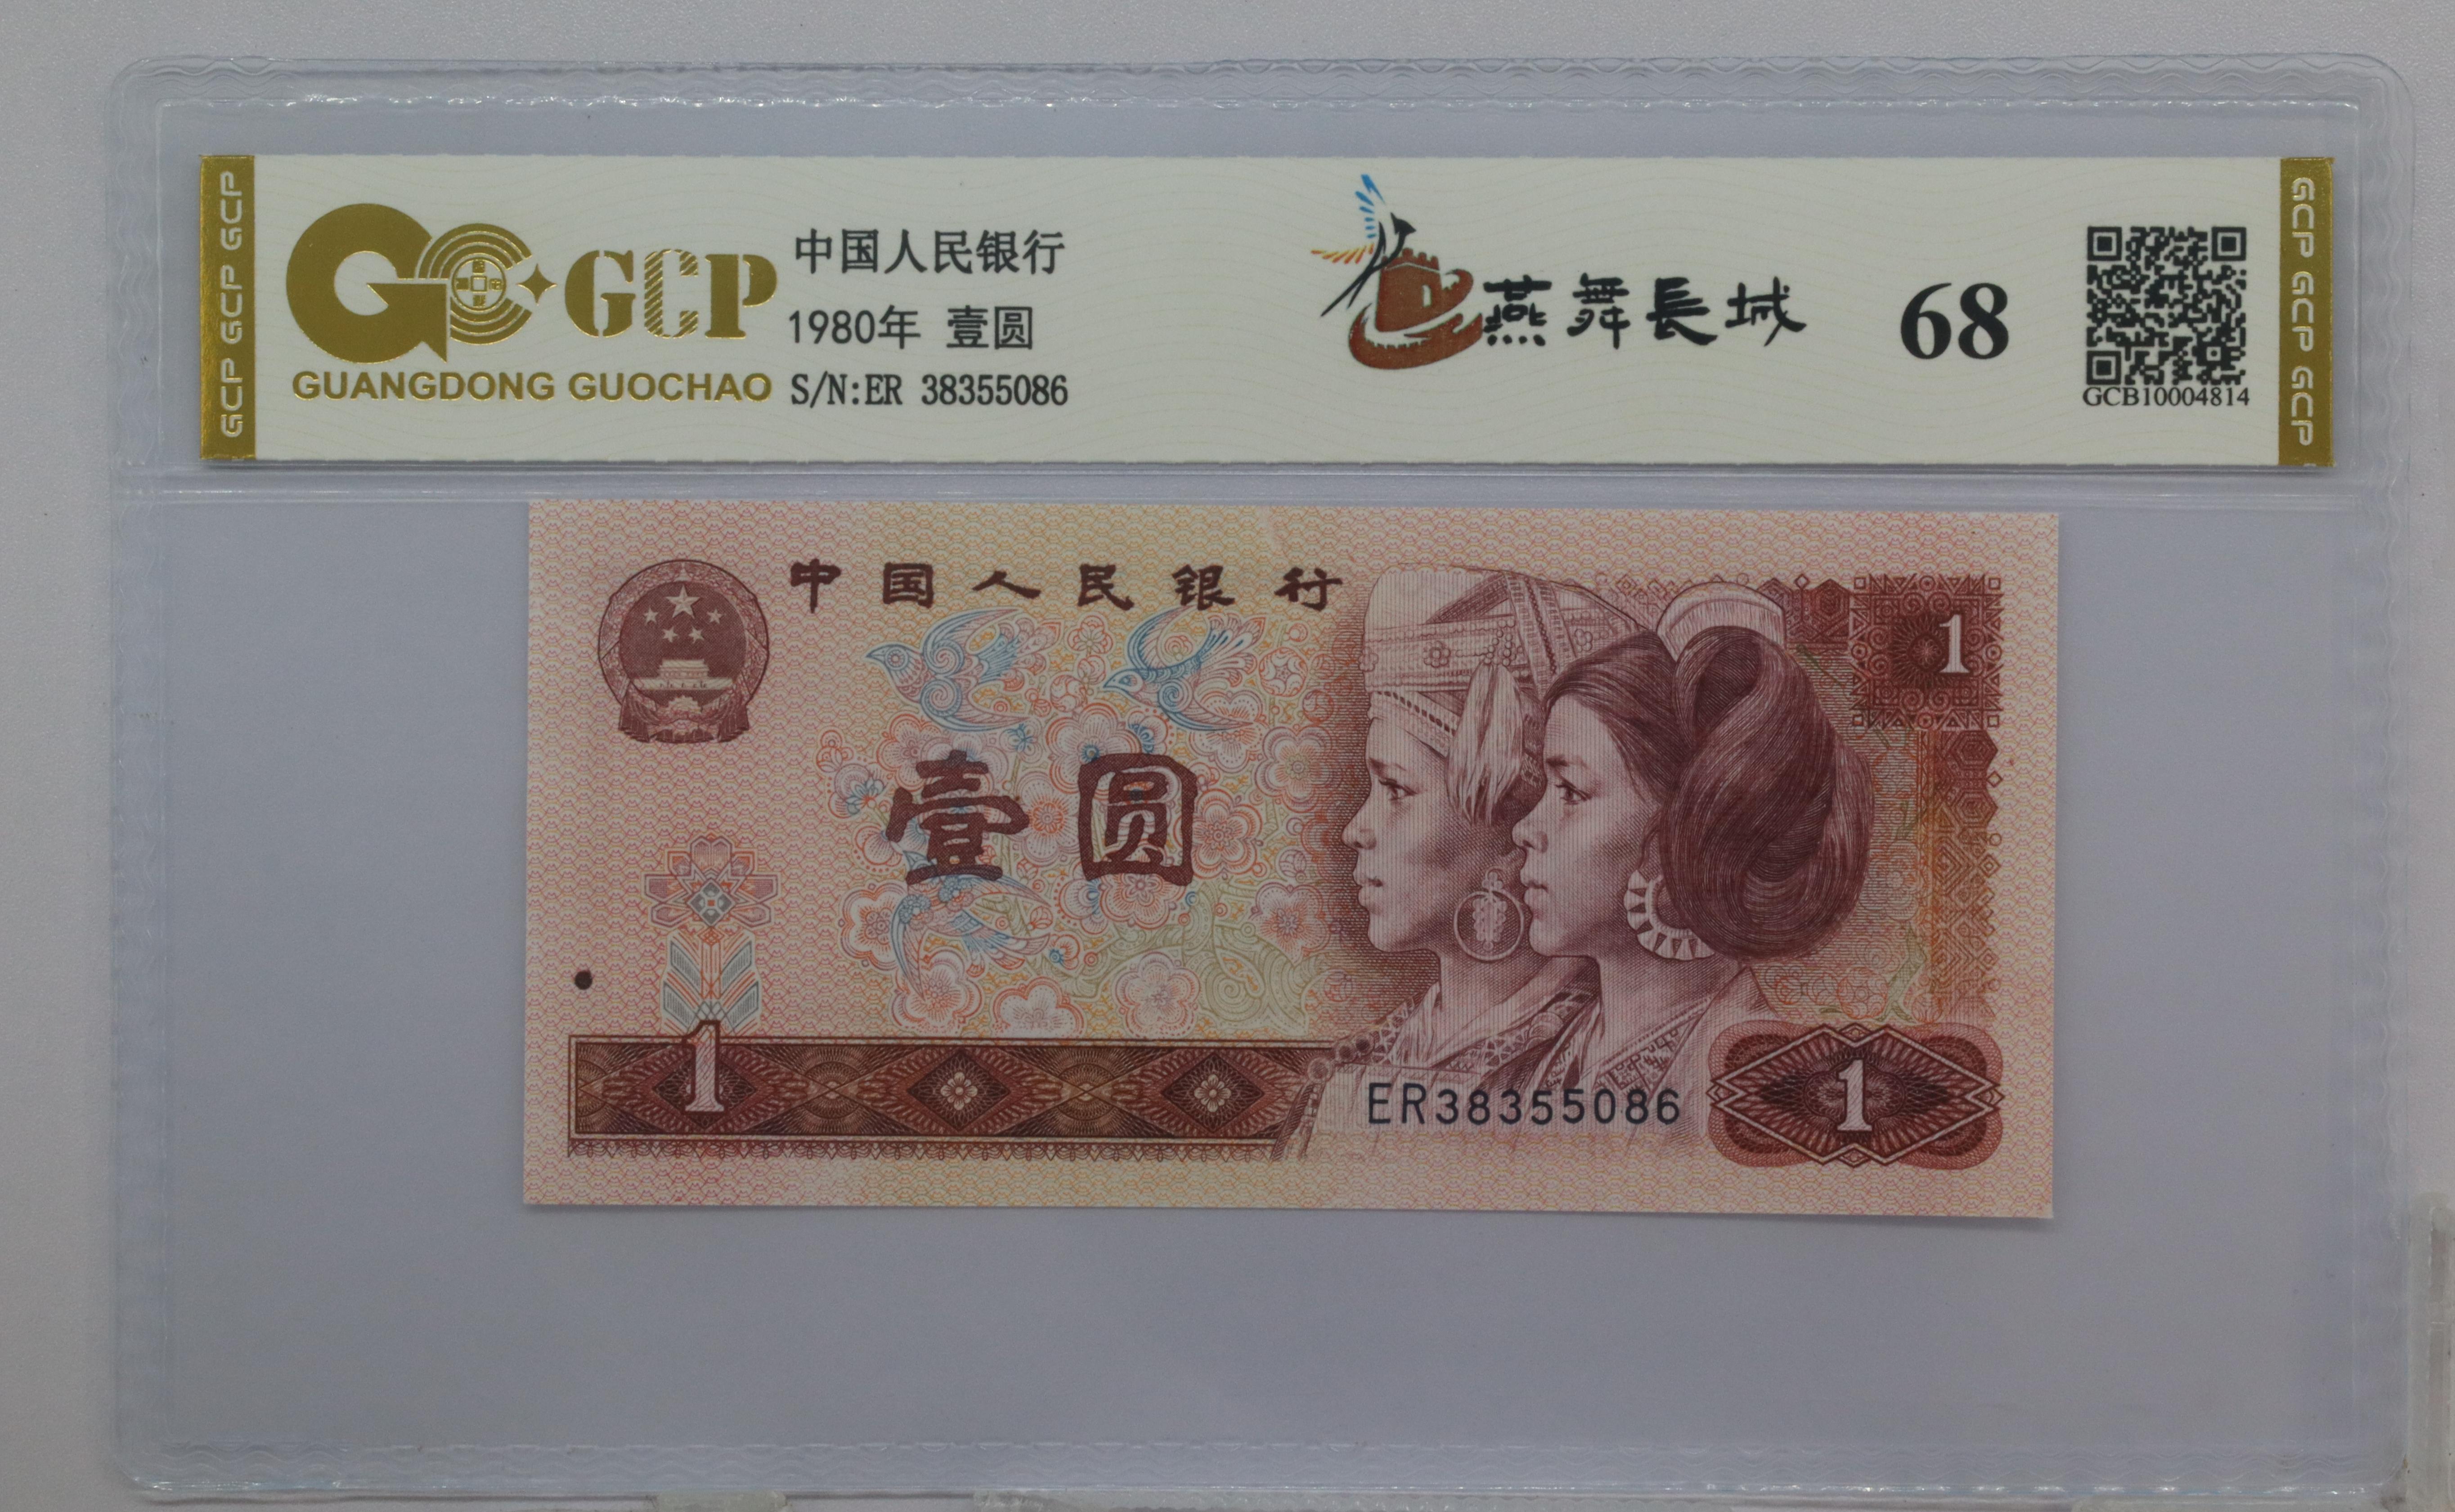 GCP GCP GCP
GCP
GUANGDONG GUOCHAO
中国人民银行
1980年 壹圆
S/N:ER 38355086
燕舞長城
68
GCB10004814
GCP GCP GCP
中国人民银行
1
壹圆
1
ER38355086
1